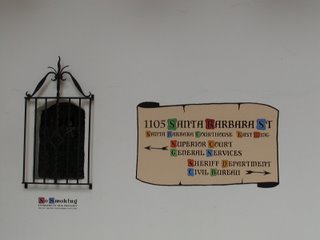 1105 Santa Barbara St
Santa Barbara Courthouse East Wing
Superior Court
General Services
Sheriff Department
Civil Bureau
No Smoking